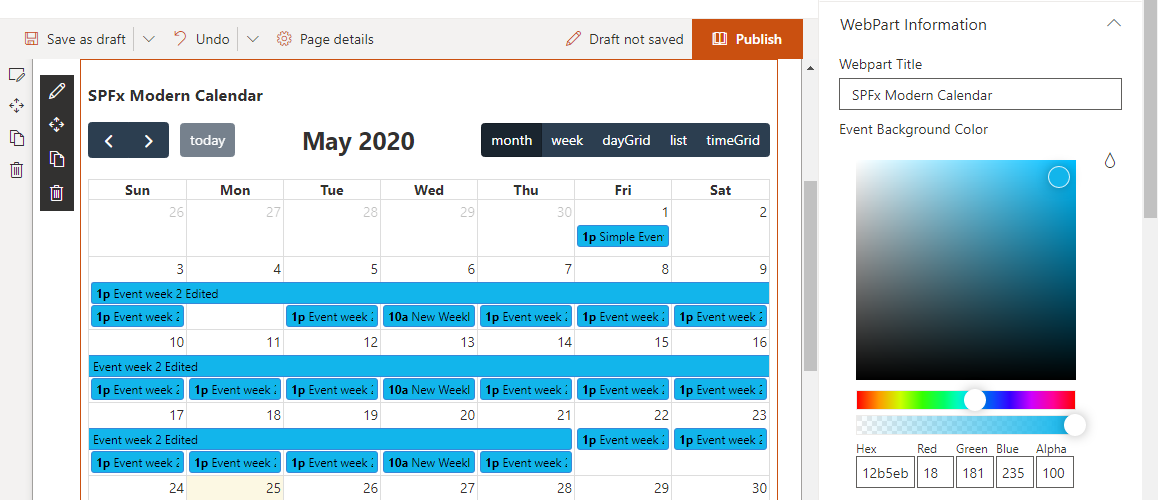 Save as draft Undo Page details Draft not saved Publish
SPFx Modern Calendar
today May 2020 month week dayGrid list timeGrid
Sun Mon Tue Wed Thu Fri Sat
26 27 28 29 30 1 2
1p Simple Even
3 4 5 6 7 8 9
1p Event week 2 Edited
1p Event week 2 1p Event week 2 10a New Weekl 1p Event week 2 1p Event week 2 1p Event week 2
10 11 12 13 14 15 16
Event week 2 Edited
1p Event week 2 1p Event week 2 1p Event week 2 10a New Weekl 1p Event week 2 1p Event week 2 1p Event week 2
17 18 19 20 21 22 23
Event week 2 Edited 1p Event week 2 1p Event week 2
1p Event week 2 1p Event week 2 1p Event week 2 10a New Weekl 1p Event week 2
24 25 26 27 28 29 30
WebPart Information
Webpart Title
SPFx Modern Calendar
Event Background Color
Hex Red Green Blue Alpha
12b5eb 18 181 235 100